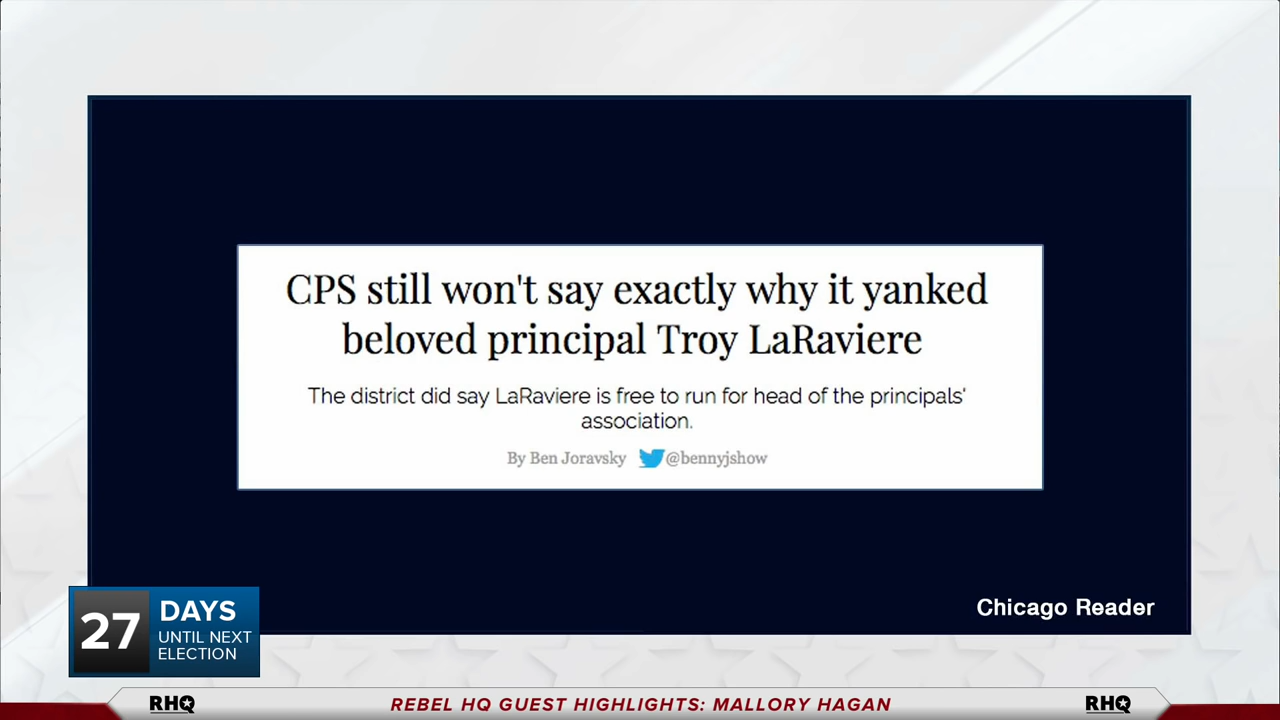 CPS still won't say exactly why it yanked
beloved principal Troy LaRaviere
The district did say LaRaviere is free to run for head of the principals'
association.
By Ben Joravsky @bennyjshow
Chicago Reader
27
DAYS
UNTIL NEXT
ELECTION
RHQ
REBEL HQ GUEST HIGHLIGHTS: MALLORY HAGAN
RHQ